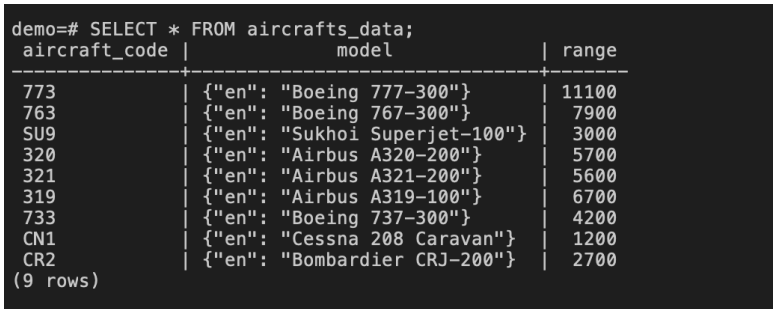 demo=# SELECT * FROM aircrafts_data;
 aircraft_code |            model             | range
---------------+------------------------------+-------
 773           | {"en": "Boeing 777-300"}     | 11100
 763           | {"en": "Boeing 767-300"}     |  7900
 SU9           | {"en": "Sukhoi Superjet-100"} |  3000
 320           | {"en": "Airbus A320-200"}    |  5700
 321           | {"en": "Airbus A321-200"}    |  5600
 319           | {"en": "Airbus A319-100"}    |  6700
 733           | {"en": "Boeing 737-300"}     |  4200
 CN1           | {"en": "Cessna 208 Caravan"} |  1200
 CR2           | {"en": "Bombardier CRJ-200"} |  2700
(9 rows)